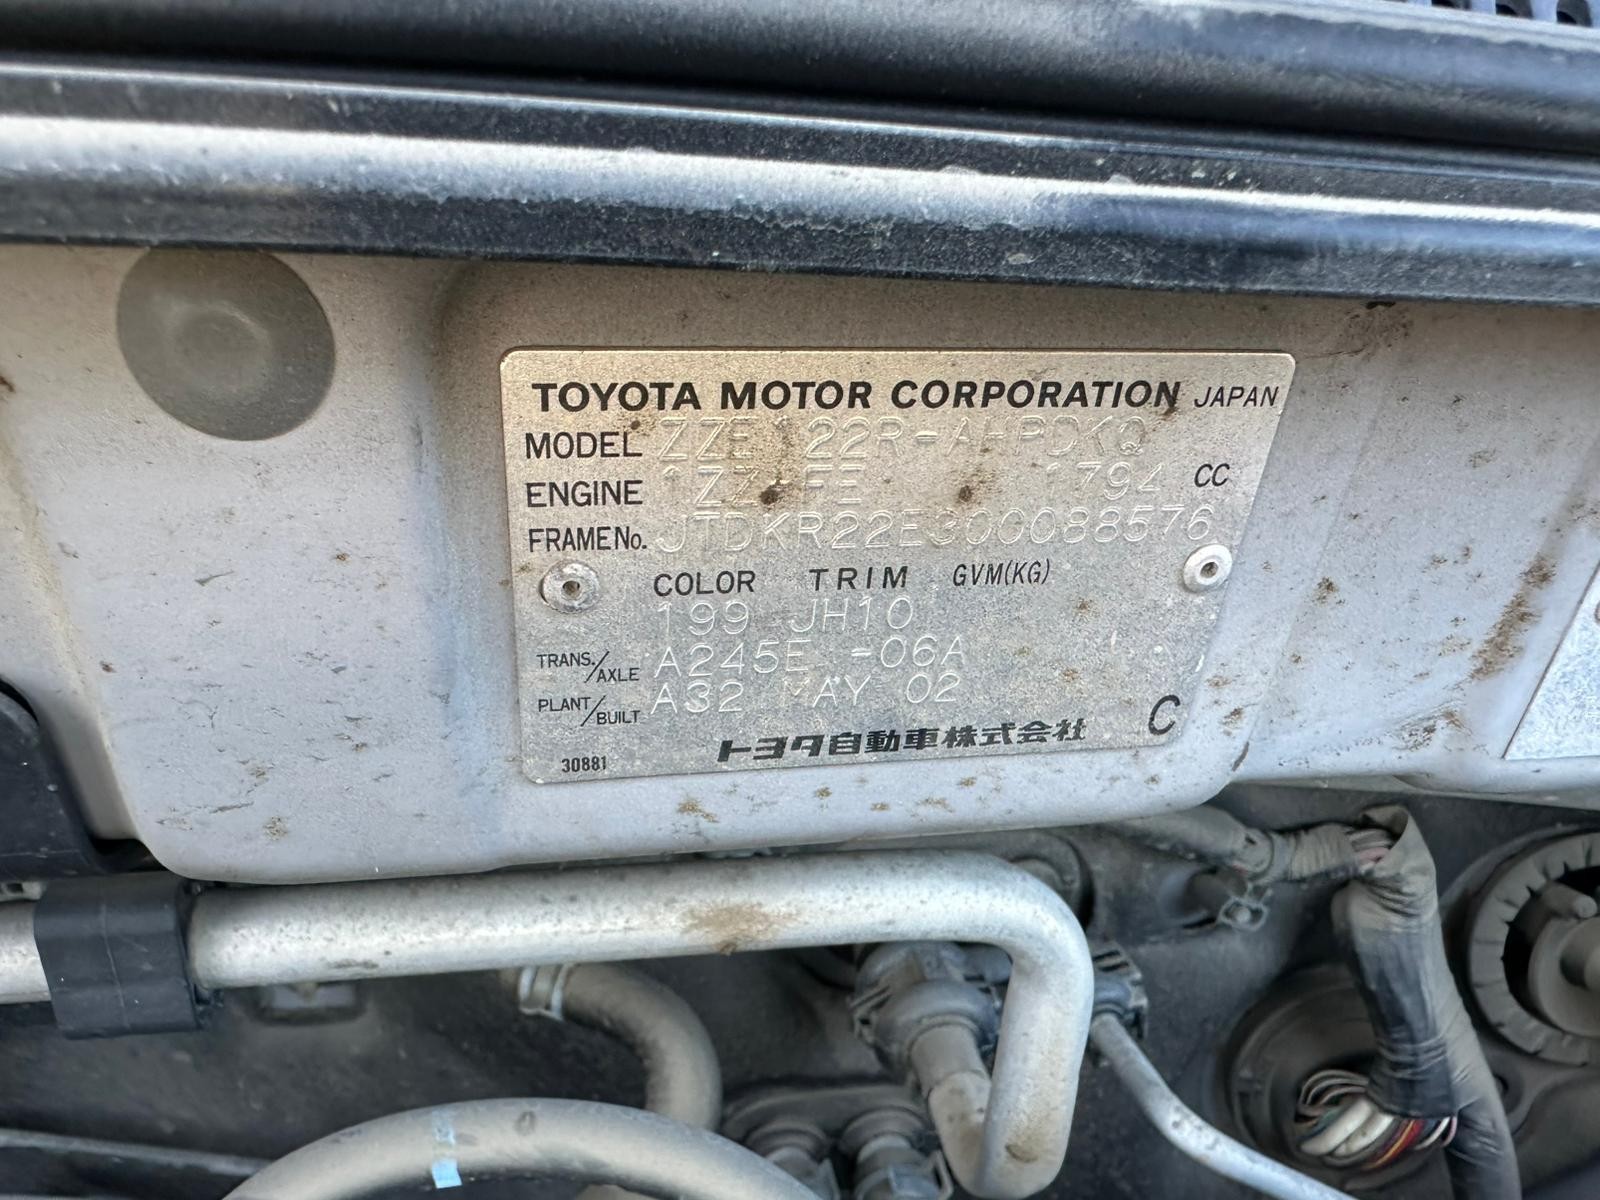 TOYOTA MOTOR CORPORATION JAPAN
MODEL ZZE122R-AHPDKQ
ENGINE 1ZZ-FE 1794 CC
FRAME No. JTDKR22E300088576
COLOR TRIM GVM(KG)
199 JH10
TRANS./AXLE A245E -06A
PLANT/BUILT A32 MAY 02
30881 トヨタ自動車株式会社 C